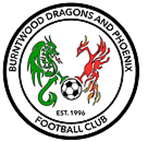 BURNTWOOD DRAGONS AND PHOENIX
EST. 1996
FOOTBALL CLUB